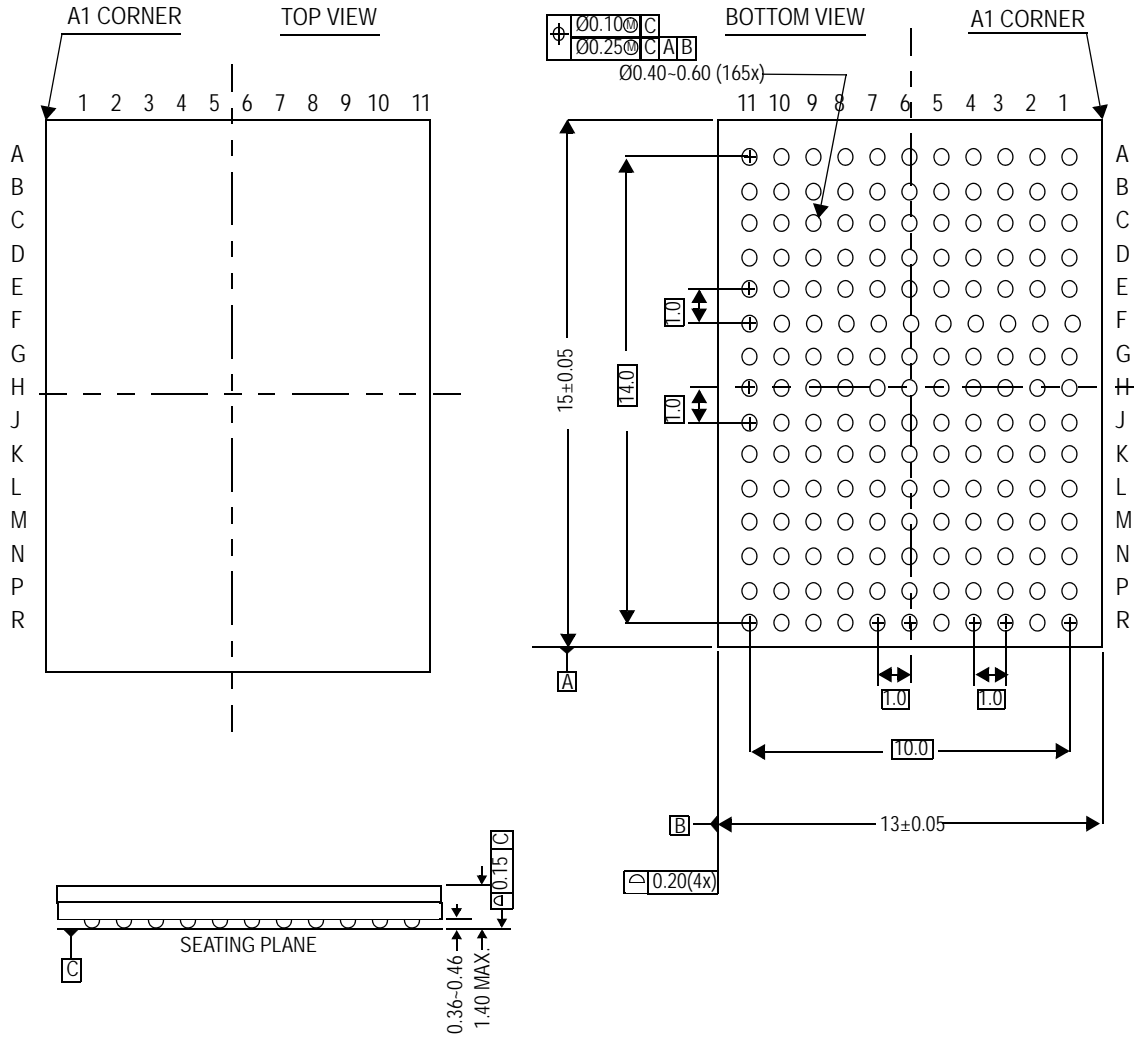 A1 CORNER
TOP VIEW
1 2 3 4 5 6 7 8 9 10 11
A
B
C
D
E
F
G
H
J
K
L
M
N
P
R
Ø0.10Ⓜ C
Ø0.25Ⓜ C A B
Ø0.40~0.60 (165x)
BOTTOM VIEW
A1 CORNER
11 10 9 8 7 6 5 4 3 2 1
A
B
C
D
E
F
G
H
J
K
L
M
N
P
R
1.0
1.0
14.0
15±0.05
A
1.0
1.0
10.0
B
13±0.05
0.20(4x)
0.15 C
SEATING PLANE
C
0.36~0.46
1.40 MAX.